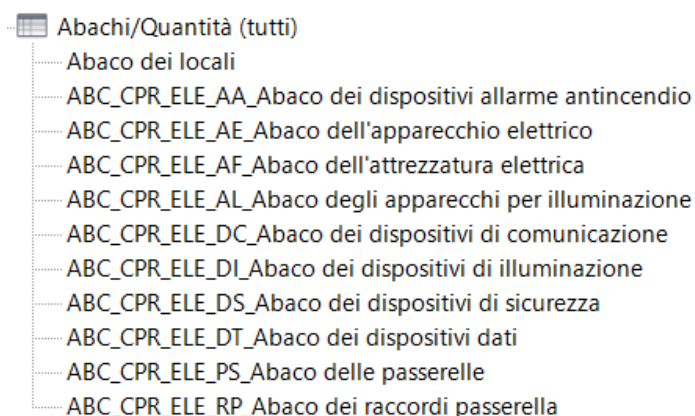 Abachi/Quantità (tutti)
Abaco dei locali
ABC_CPR_ELE_AA_Abaco dei dispositivi allarme antincendio
ABC_CPR_ELE_AE_Abaco dell'apparecchio elettrico
ABC_CPR_ELE_AF_Abaco dell'attrezzatura elettrica
ABC_CPR_ELE_AL_Abaco degli apparecchi per illuminazione
ABC_CPR_ELE_DC_Abaco dei dispositivi di comunicazione
ABC_CPR_ELE_DI_Abaco dei dispositivi di illuminazione
ABC_CPR_ELE_DS_Abaco dei dispositivi di sicurezza
ABC_CPR_ELE_DT_Abaco dei dispositivi dati
ABC_CPR_ELE_PS_Abaco delle passerelle
ABC_CPR_ELE_RP_Abaco dei raccordi passerella